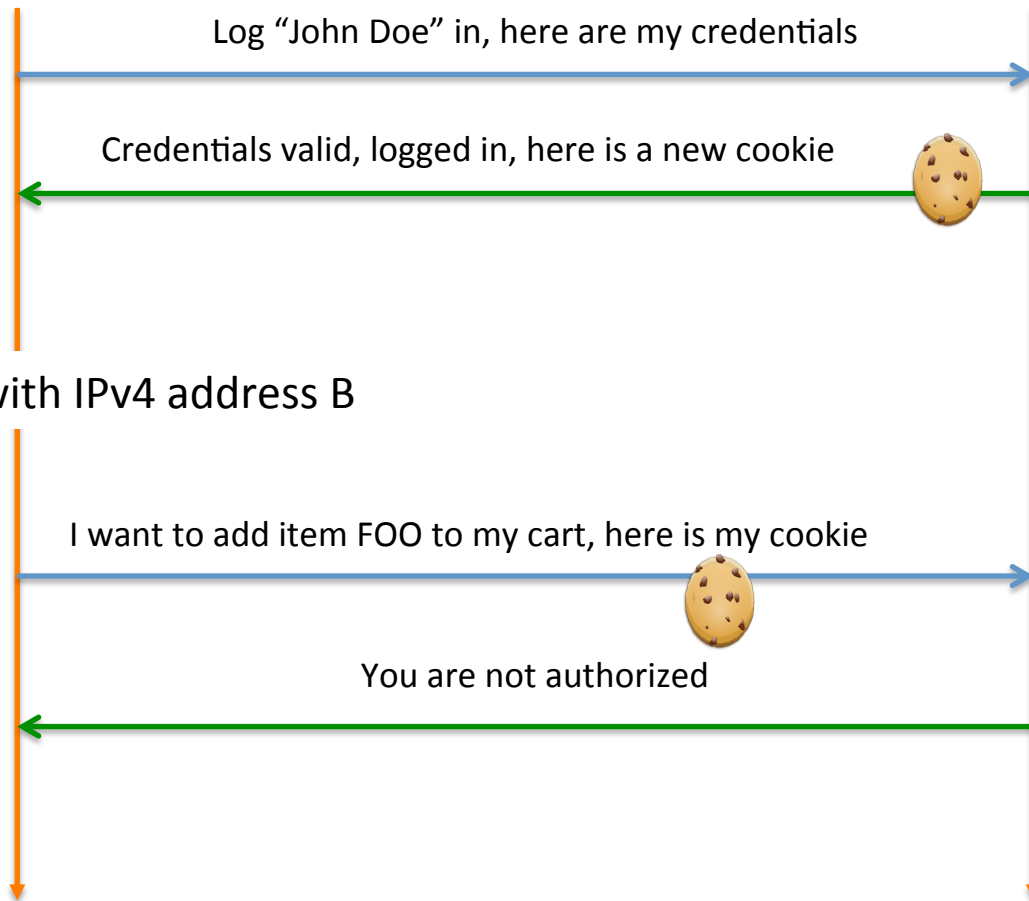 Log “John Doe” in, here are my credentials
Credentials valid, logged in, here is a new cookie
with IPv4 address B
I want to add item FOO to my cart, here is my cookie
You are not authorized